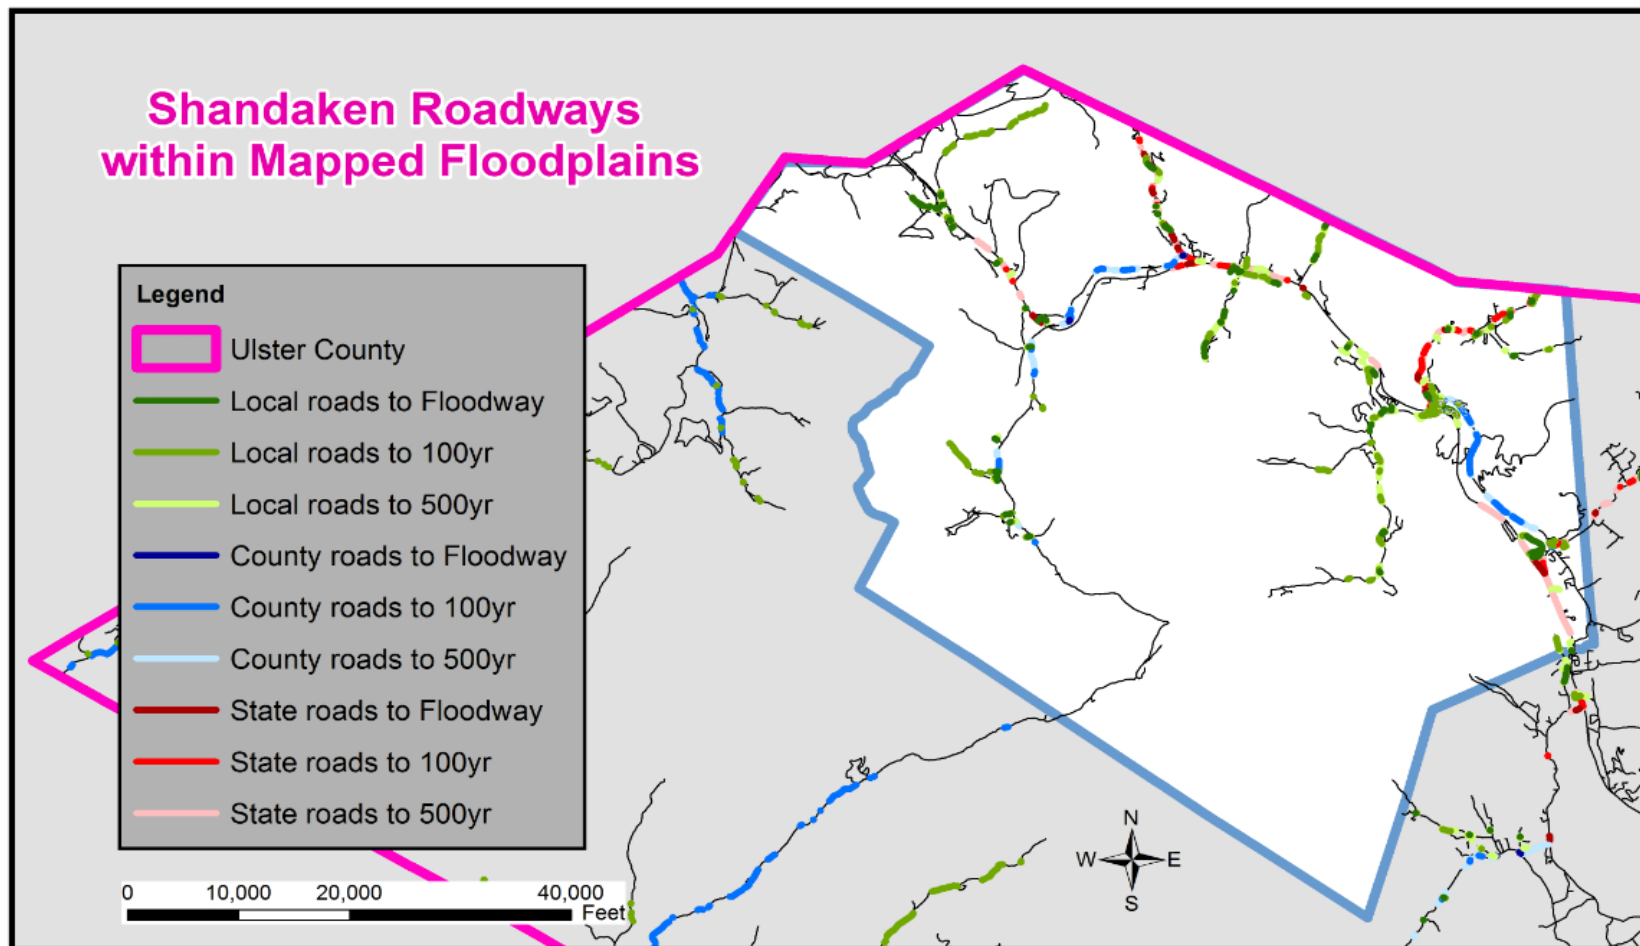 Shandaken Roadways
within Mapped Floodplains
Legend
Ulster County
Local roads to Floodway
Local roads to 100yr
Local roads to 500yr
County roads to Floodway
County roads to 100yr
County roads to 500yr
State roads to Floodway
State roads to 100yr
State roads to 500yr
0 10,000 20,000 40,000
Feet
N
W E
S